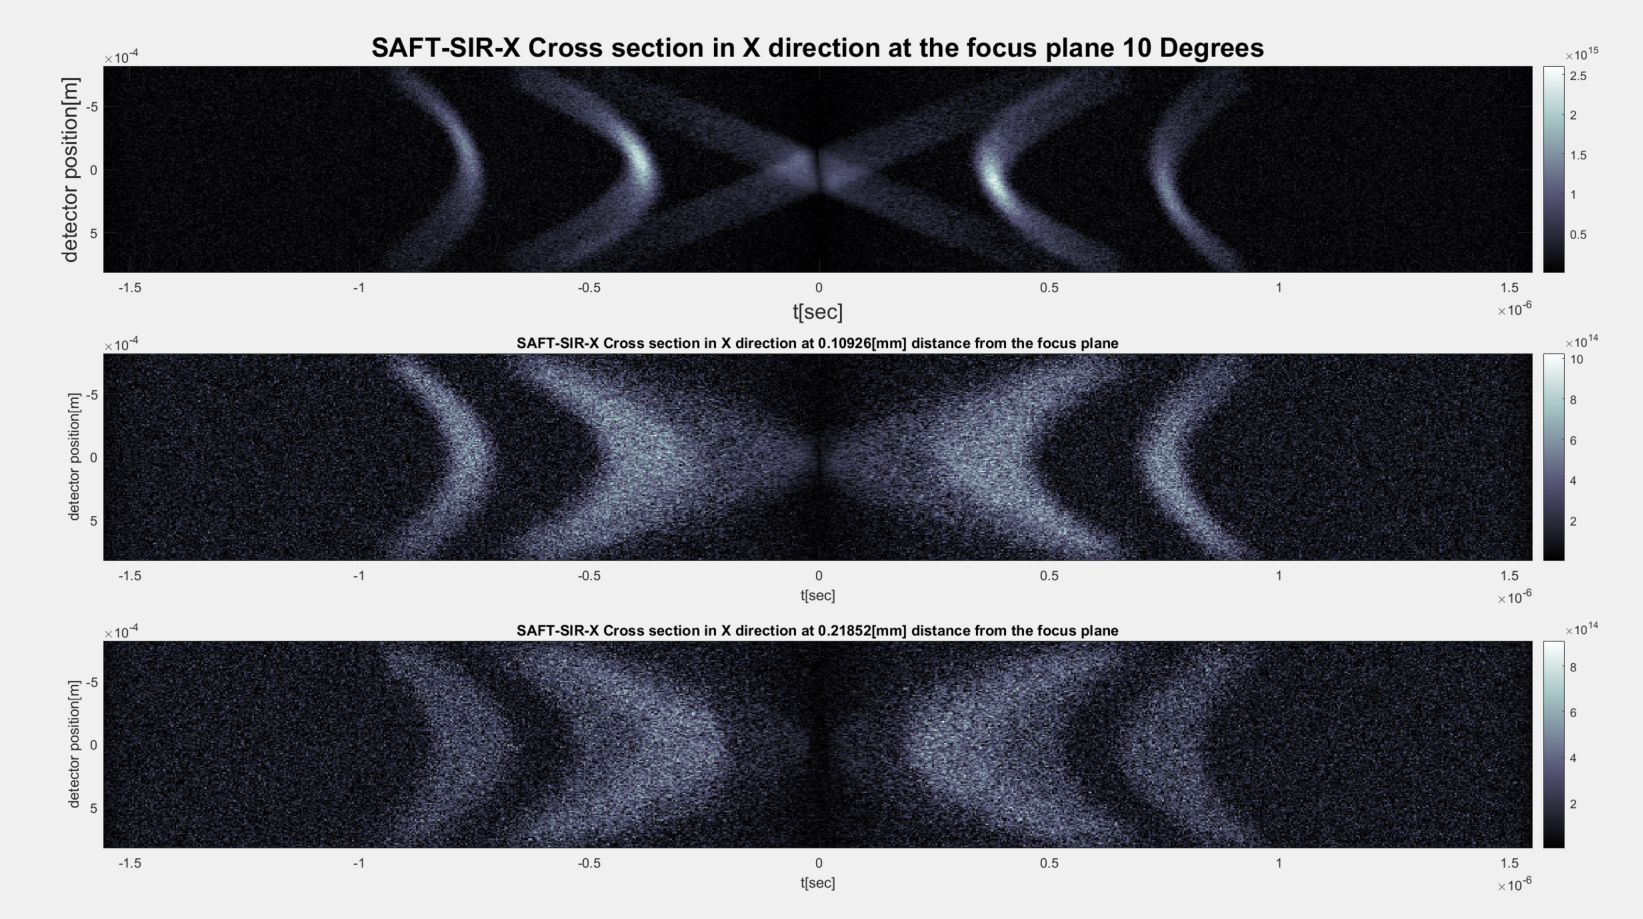 SAFT-SIR-X Cross section in X direction at the focus plane 10 Degrees
×10^-4
×10^15
detector position[m]
-5
0
5
2.5
2
1.5
1
0.5
-1.5 -1 -0.5 0 0.5 1 1.5
×10^-6
t[sec]
SAFT-SIR-X Cross section in X direction at 0.10926[mm] distance from the focus plane
×10^-4
×10^14
detector position[m]
-5
0
5
10
8
6
4
2
-1.5 -1 -0.5 0 0.5 1 1.5
×10^-6
t[sec]
SAFT-SIR-X Cross section in X direction at 0.21852[mm] distance from the focus plane
×10^-4
×10^14
detector position[m]
-5
0
5
8
6
4
2
-1.5 -1 -0.5 0 0.5 1 1.5
×10^-6
t[sec]